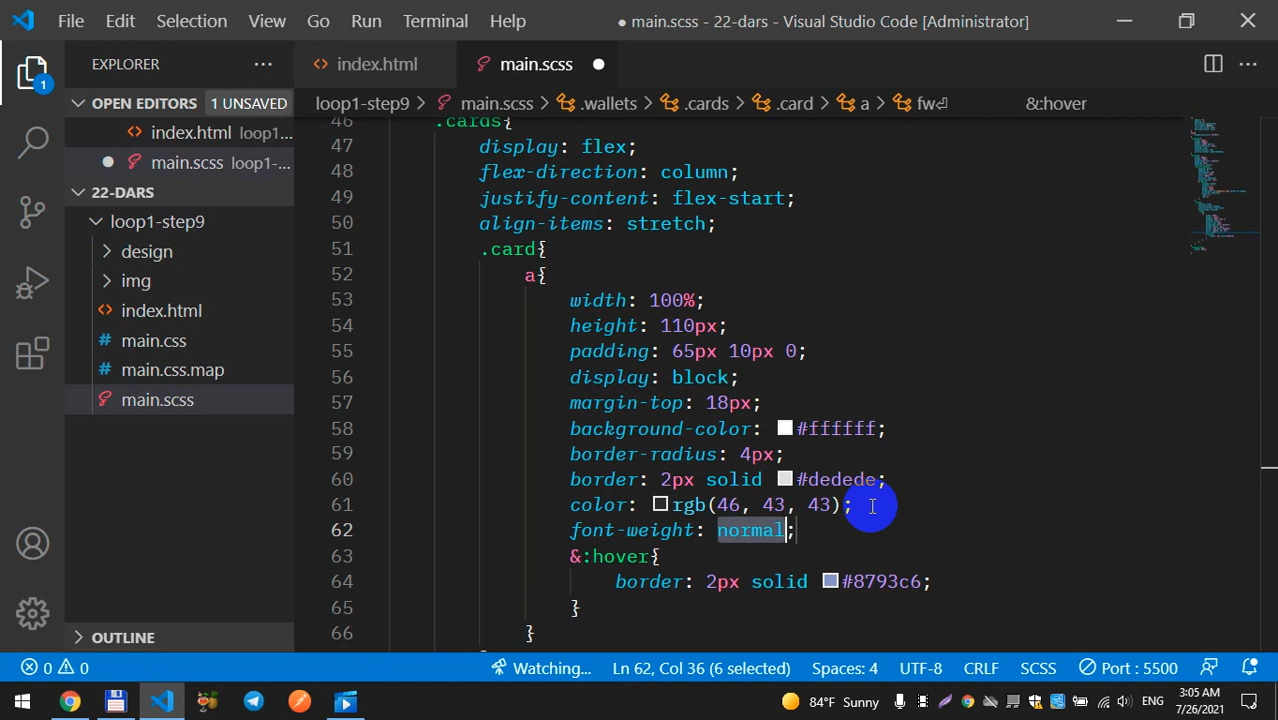 File Edit Selection View Go Run Terminal Help ● main.scss - 22-dars - Visual Studio Code [Administrator]
EXPLORER ··· index.html main.scss ●
OPEN EDITORS 1 UNSAVED
index.html loop1...
main.scss loop1-...
22-DARS
loop1-step9
design
img
index.html
main.css
main.css.map
main.scss
OUTLINE
1
loop1-step9 > main.scss > .wallets > .cards > .card > a > fw⏎ &:hover
46 .cards{
47 display: flex;
48 flex-direction: column;
49 justify-content: flex-start;
50 align-items: stretch;
51 .card{
52 a{
53 width: 100%;
54 height: 110px;
55 padding: 65px 10px 0;
56 display: block;
57 margin-top: 18px;
58 background-color: #ffffff;
59 border-radius: 4px;
60 border: 2px solid #dedede;
61 color: rgb(46, 43, 43);
62 font-weight: normal;
63 &:hover{
64 border: 2px solid #8793c6;
65 }
66 }
0 0 Watching... Ln 62, Col 36 (6 selected) Spaces: 4 UTF-8 CRLF SCSS Port : 5500
84°F Sunny ENG 3:05 AM
7/26/2021